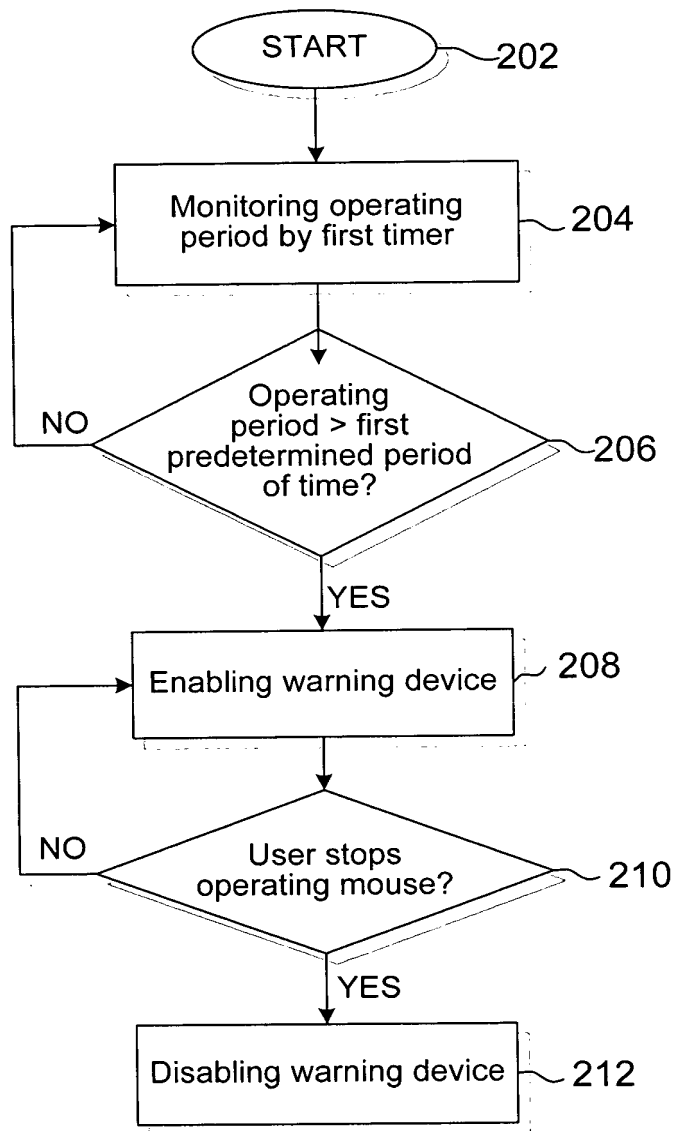 START
202
Monitoring operating
period by first timer
204
Operating
period > first
predetermined period
of time?
206
NO
YES
Enabling warning device
208
User stops
operating mouse?
210
NO
YES
Disabling warning device
212